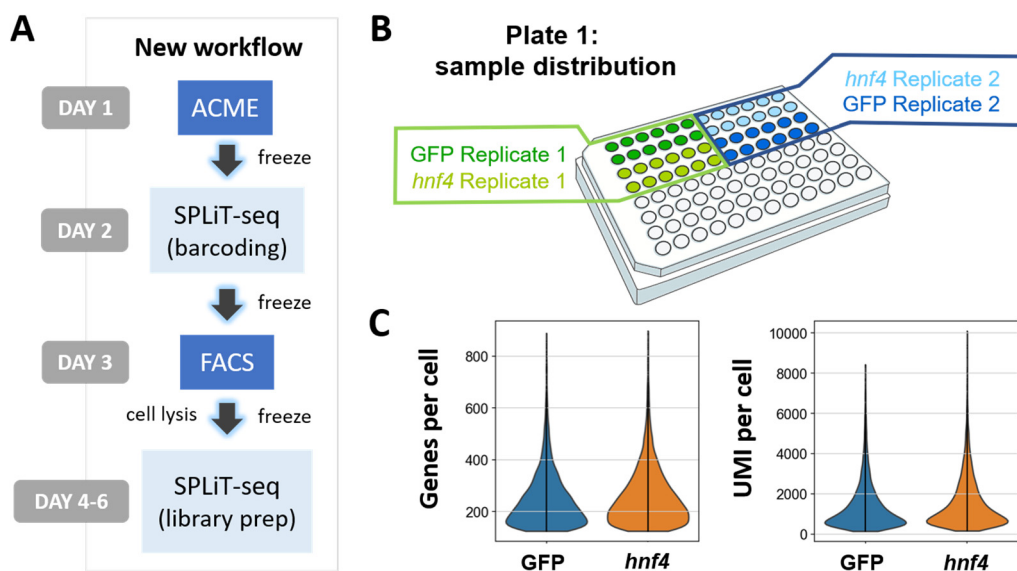 A
New workflow
DAY 1
ACME
freeze
DAY 2
SPLiT-seq
(barcoding)
freeze
DAY 3
FACS
cell lysis
freeze
DAY 4-6
SPLiT-seq
(library prep)
B
Plate 1:
sample distribution
hnf4 Replicate 2
GFP Replicate 2
GFP Replicate 1
hnf4 Replicate 1
C
Genes per cell
800
600
400
200
GFP
hnf4
UMI per cell
10000
8000
6000
4000
2000
0
GFP
hnf4